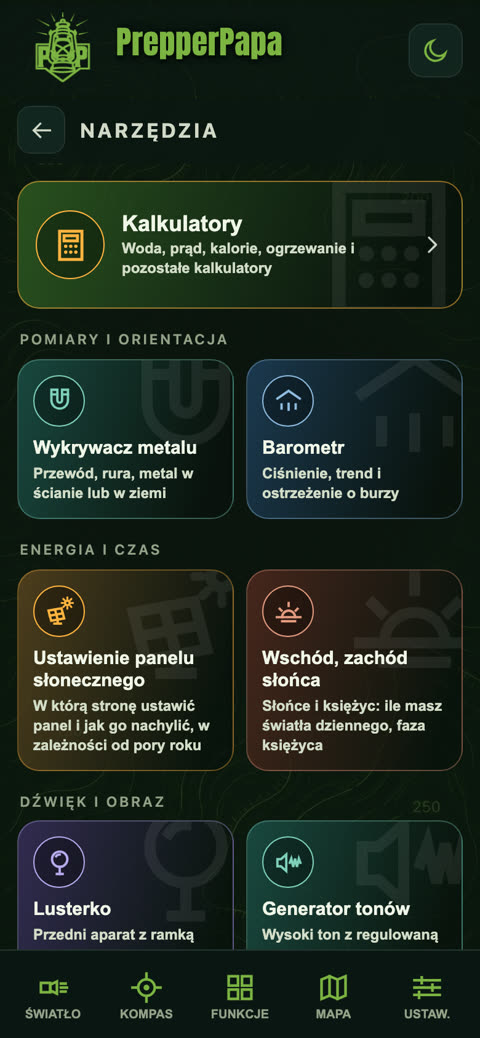 PrepperPapa
NARZĘDZIA
Kalkulatory
Woda, prąd, kalorie, ogrzewanie i
pozostałe kalkulatory
POMIARY I ORIENTACJA
Wykrywacz metalu
Przewód, rura, metal w
ścianie lub w ziemi
Barometr
Ciśnienie, trend i
ostrzeżenie o burzy
ENERGIA I CZAS
Ustawienie panelu
słonecznego
W którą stronę ustawić
panel i jak go nachylić, w
zależności od pory roku
Wschód, zachód
słońca
Słońce i księżyc: ile masz
światła dziennego, faza
księżyca
DŹWIĘK I OBRAZ
250
Lusterko
Przedni aparat z ramką
Generator tonów
Wysoki ton z regulowaną
ŚWIATŁO
KOMPAS
FUNKCJE
MAPA
USTAW.